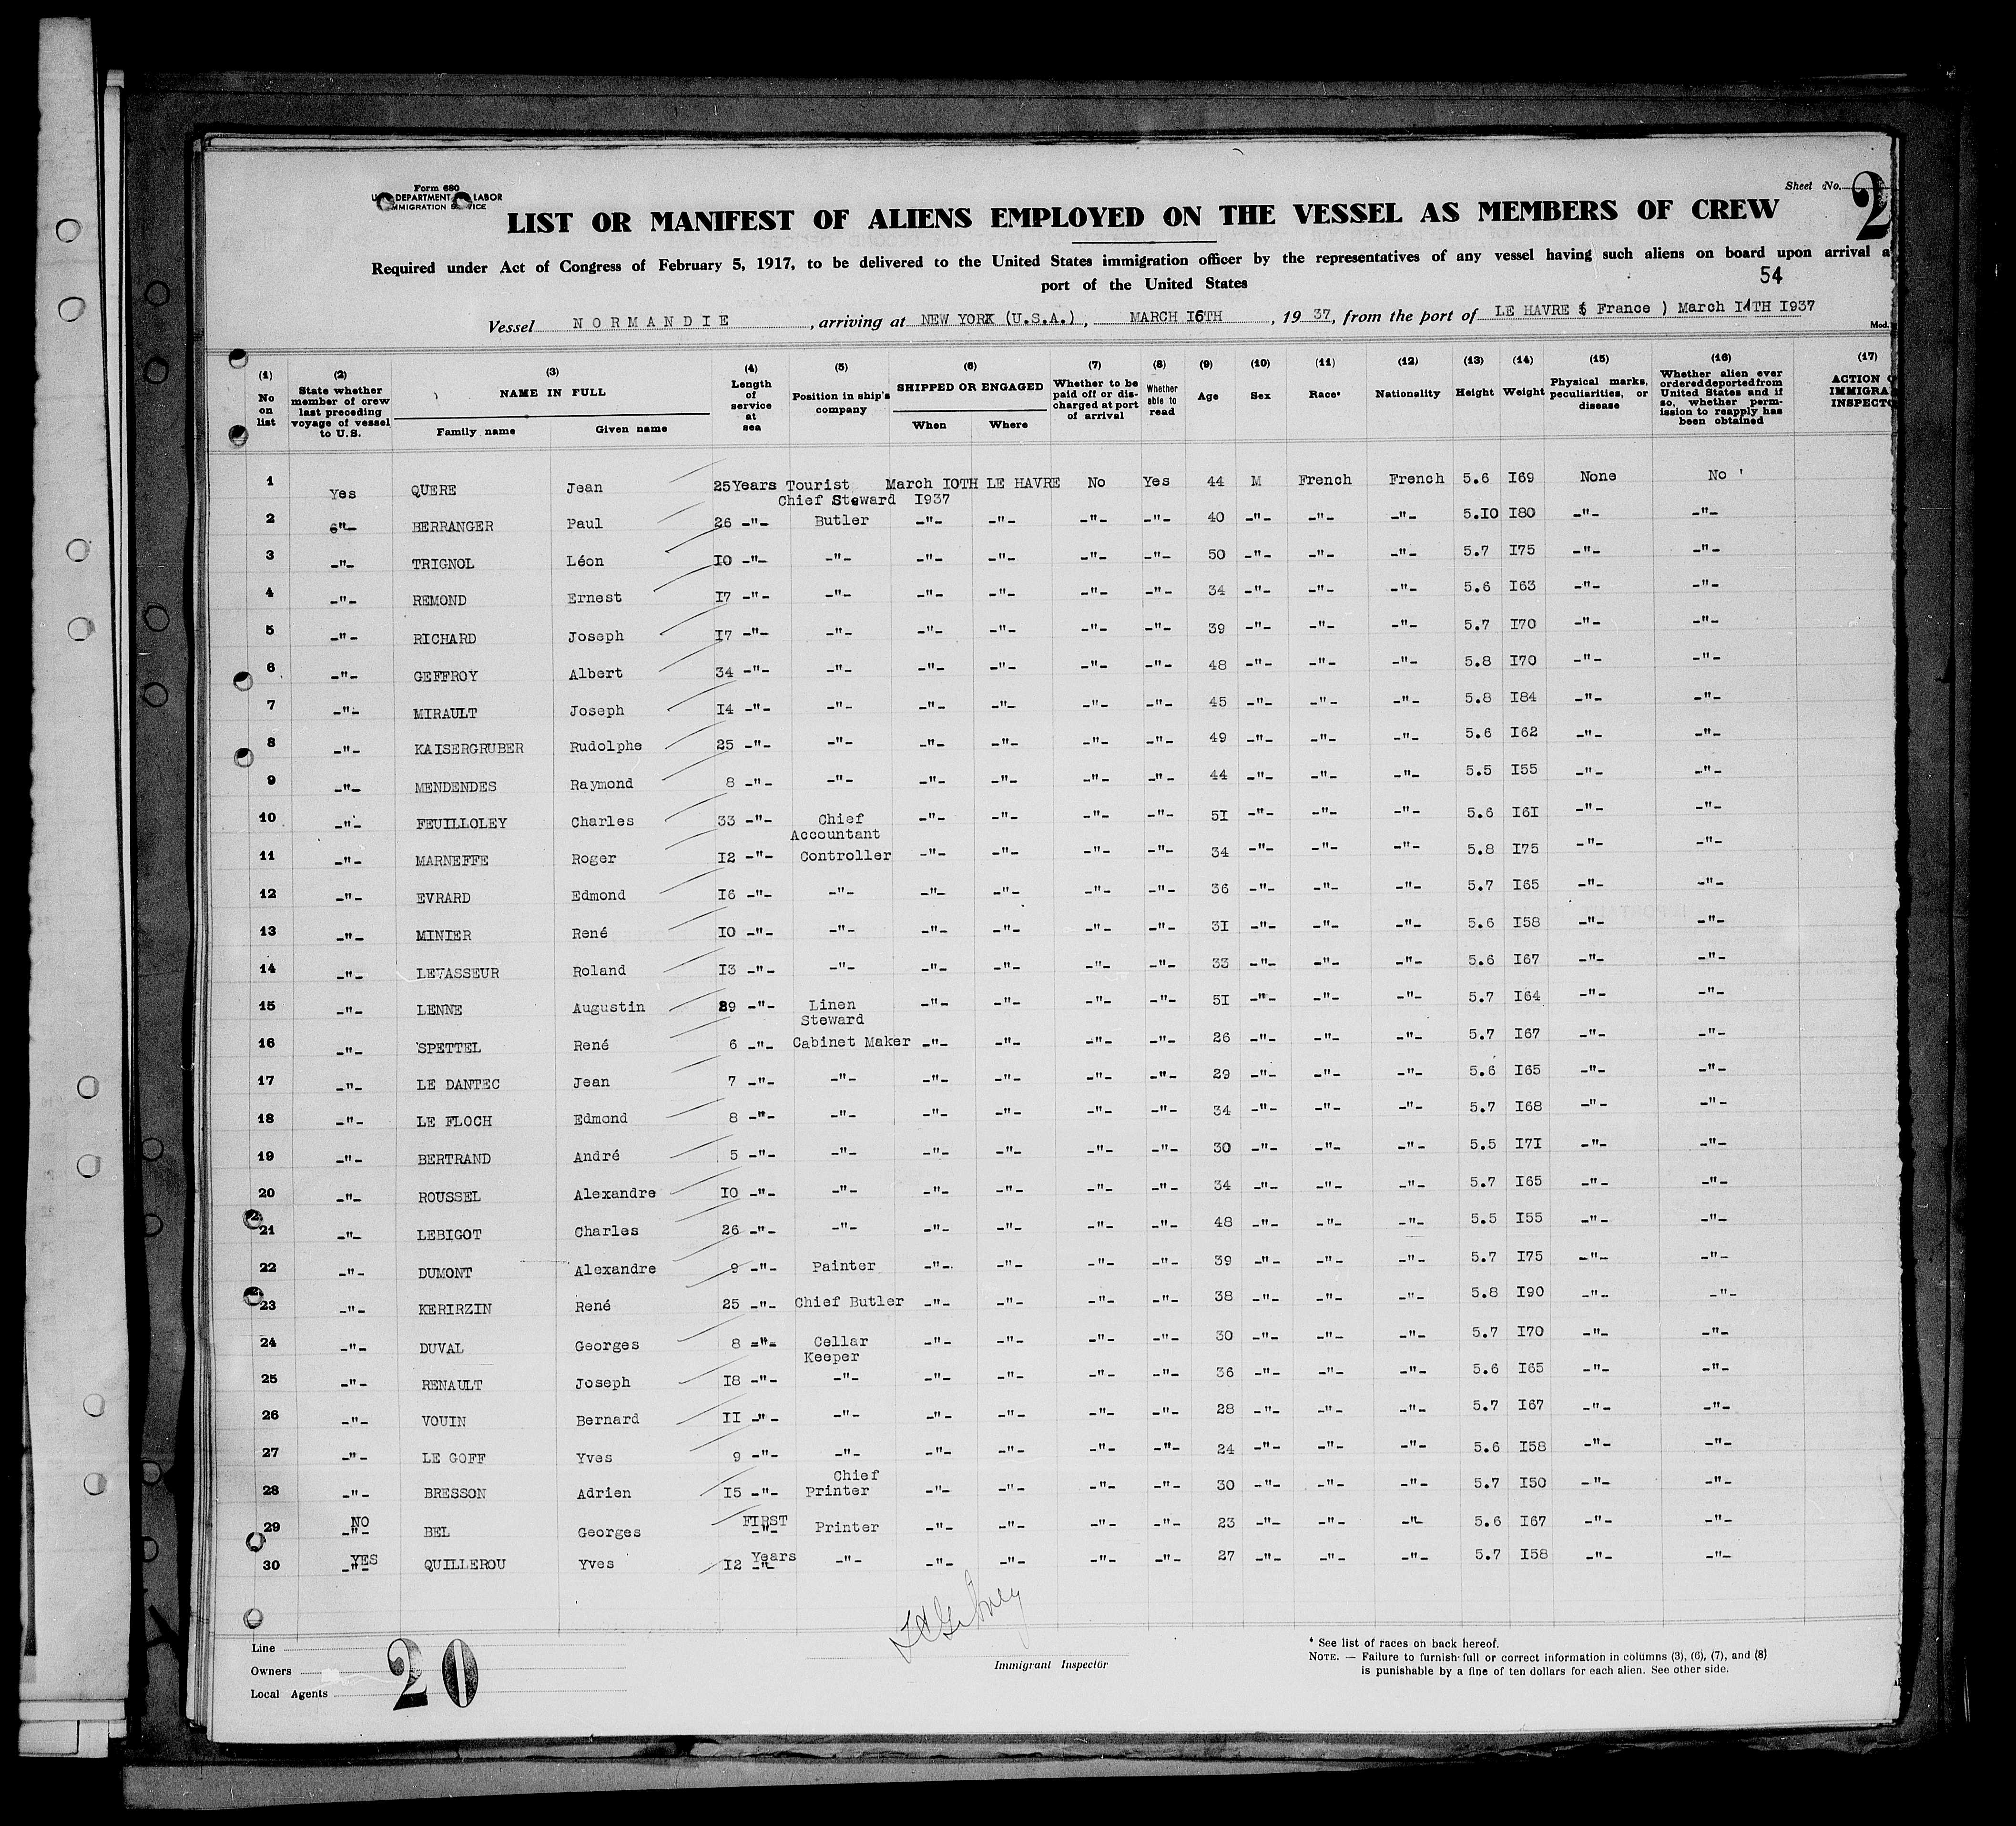 Form 680
U. S. DEPARTMENT OF LABOR
IMMIGRATION SERVICE
Sheet No. 2
LIST OR MANIFEST OF ALIENS EMPLOYED ON THE VESSEL AS MEMBERS OF CREW
Required under Act of Congress of February 5, 1917, to be delivered to the United States immigration officer by the representatives of any vessel having such aliens on board upon arrival a
port of the United States
54
Vessel NORMANDIE, arriving at NEW YORK (U.S.A.), MARCH I6TH, 19 37, from the port of LE HAVRE ( France ) March I1TH I937
Mod.
(1) No on list (2) State whether member of crew last preceding voyage of vessel to U.S. (3) NAME IN FULL Family name Given name (4) Length of service at sea (5) Position in ship's company (6) SHIPPED OR ENGAGED When Where (7) Whether to be paid off or discharged at port of arrival (8) Whether able to read (9) Age (10) Sex (11) Race* (12) Nationality (13) Height (14) Weight (15) Physical marks, peculiarities, or disease (16) Whether alien ever ordered deported from United States and if so, whether permission to reapply has been obtained (17) ACTION O IMMIGRA INSPECTO
1 Yes QUERE Jean 25Years Tourist Chief Steward March IOTH I937 LE HAVRE No Yes 44 M French French 5.6 I69 None No
2 -"- BERRANGER Paul 26 -"- Butler -"- -"- -"- -"- 40 -"- -"- -"- 5.IO I80 -"- -"-
3 -"- TRIGNOL Léon IO -"- -"- -"- -"- -"- -"- 50 -"- -"- -"- 5.7 I75 -"- -"-
4 -"- REMOND Ernest I7 -"- -"- -"- -"- -"- -"- 34 -"- -"- -"- 5.6 I63 -"- -"-
5 -"- RICHARD Joseph I7 -"- -"- -"- -"- -"- -"- 39 -"- -"- -"- 5.7 I70 -"- -"-
6 -"- GEFFROY Albert 34 -"- -"- -"- -"- -"- -"- 48 -"- -"- -"- 5.8 I70 -"- -"-
7 -"- MIRAULT Joseph I4 -"- -"- -"- -"- -"- -"- 45 -"- -"- -"- 5.8 I84 -"- -"-
8 -"- KAISERGRUBER Rudolphe 25 -"- -"- -"- -"- -"- -"- 49 -"- -"- -"- 5.6 I62 -"- -"-
9 -"- MENDENDES Raymond 8 -"- -"- -"- -"- -"- -"- 44 -"- -"- -"- 5.5 I55 -"- -"-
10 -"- FEUILLOLEY Charles 33 -"- Chief Accountant -"- -"- -"- -"- 5I -"- -"- -"- 5.6 I6I -"- -"-
11 -"- MARNEFFE Roger I2 -"- Controller -"- -"- -"- -"- 34 -"- -"- -"- 5.8 I75 -"- -"-
12 -"- EVRARD Edmond I6 -"- -"- -"- -"- -"- -"- 36 -"- -"- -"- 5.7 I65 -"- -"-
13 -"- MINIER René IO -"- -"- -"- -"- -"- -"- 3I -"- -"- -"- 5.6 I58 -"- -"-
14 -"- LEVASSEUR Roland I3 -"- -"- -"- -"- -"- -"- 33 -"- -"- -"- 5.6 I67 -"- -"-
15 -"- LENNE Augustin 29 -"- Linen Steward -"- -"- -"- -"- 5I -"- -"- -"- 5.7 I64 -"- -"-
16 -"- SPETTEL René 6 -"- Cabinet Maker -"- -"- -"- -"- 26 -"- -"- -"- 5.7 I67 -"- -"-
17 -"- LE DANTEC Jean 7 -"- -"- -"- -"- -"- -"- 29 -"- -"- -"- 5.6 I65 -"- -"-
18 -"- LE FLOCH Edmond 8 -"- -"- -"- -"- -"- -"- 34 -"- -"- -"- 5.7 I68 -"- -"-
19 -"- BERTRAND André 5 -"- -"- -"- -"- -"- -"- 30 -"- -"- -"- 5.5 I7I -"- -"-
20 -"- ROUSSEL Alexandre IO -"- -"- -"- -"- -"- -"- 34 -"- -"- -"- 5.7 I65 -"- -"-
21 -"- LEBIGOT Charles 26 -"- -"- -"- -"- -"- -"- 48 -"- -"- -"- 5.5 I55 -"- -"-
22 -"- DUMONT Alexandre 9 -"- Painter -"- -"- -"- -"- 39 -"- -"- -"- 5.7 I75 -"- -"-
23 -"- KERIRZIN René 25 -"- Chief Butler -"- -"- -"- -"- 38 -"- -"- -"- 5.8 I90 -"- -"-
24 -"- DUVAL Georges 8 -"- Cellar Keeper -"- -"- -"- -"- 30 -"- -"- -"- 5.7 I70 -"- -"-
25 -"- RENAULT Joseph I8 -"- -"- -"- -"- -"- -"- 36 -"- -"- -"- 5.6 I65 -"- -"-
26 -"- VOUIN Bernard II -"- -"- -"- -"- -"- -"- 28 -"- -"- -"- 5.7 I67 -"- -"-
27 -"- LE GOFF Yves 9 -"- -"- -"- -"- -"- -"- 24 -"- -"- -"- 5.6 I58 -"- -"-
28 -"- BRESSON Adrien I5 -"- Chief Printer -"- -"- -"- -"- 30 -"- -"- -"- 5.7 I50 -"- -"-
29 NO -"- BEL Georges FIRST -"- Printer -"- -"- -"- -"- 23 -"- -"- -"- 5.6 I67 -"- -"-
30 YES -"- QUILLEROU Yves I2 Years -"- -"- -"- -"- -"- -"- 27 -"- -"- -"- 5.7 I58 -"- -"-
Line
Owners
Local Agents
20
Immigrant Inspector
* See list of races on back hereof.
NOTE. — Failure to furnish full or correct information in columns (3), (6), (7), and (8)
is punishable by a fine of ten dollars for each alien. See other side.